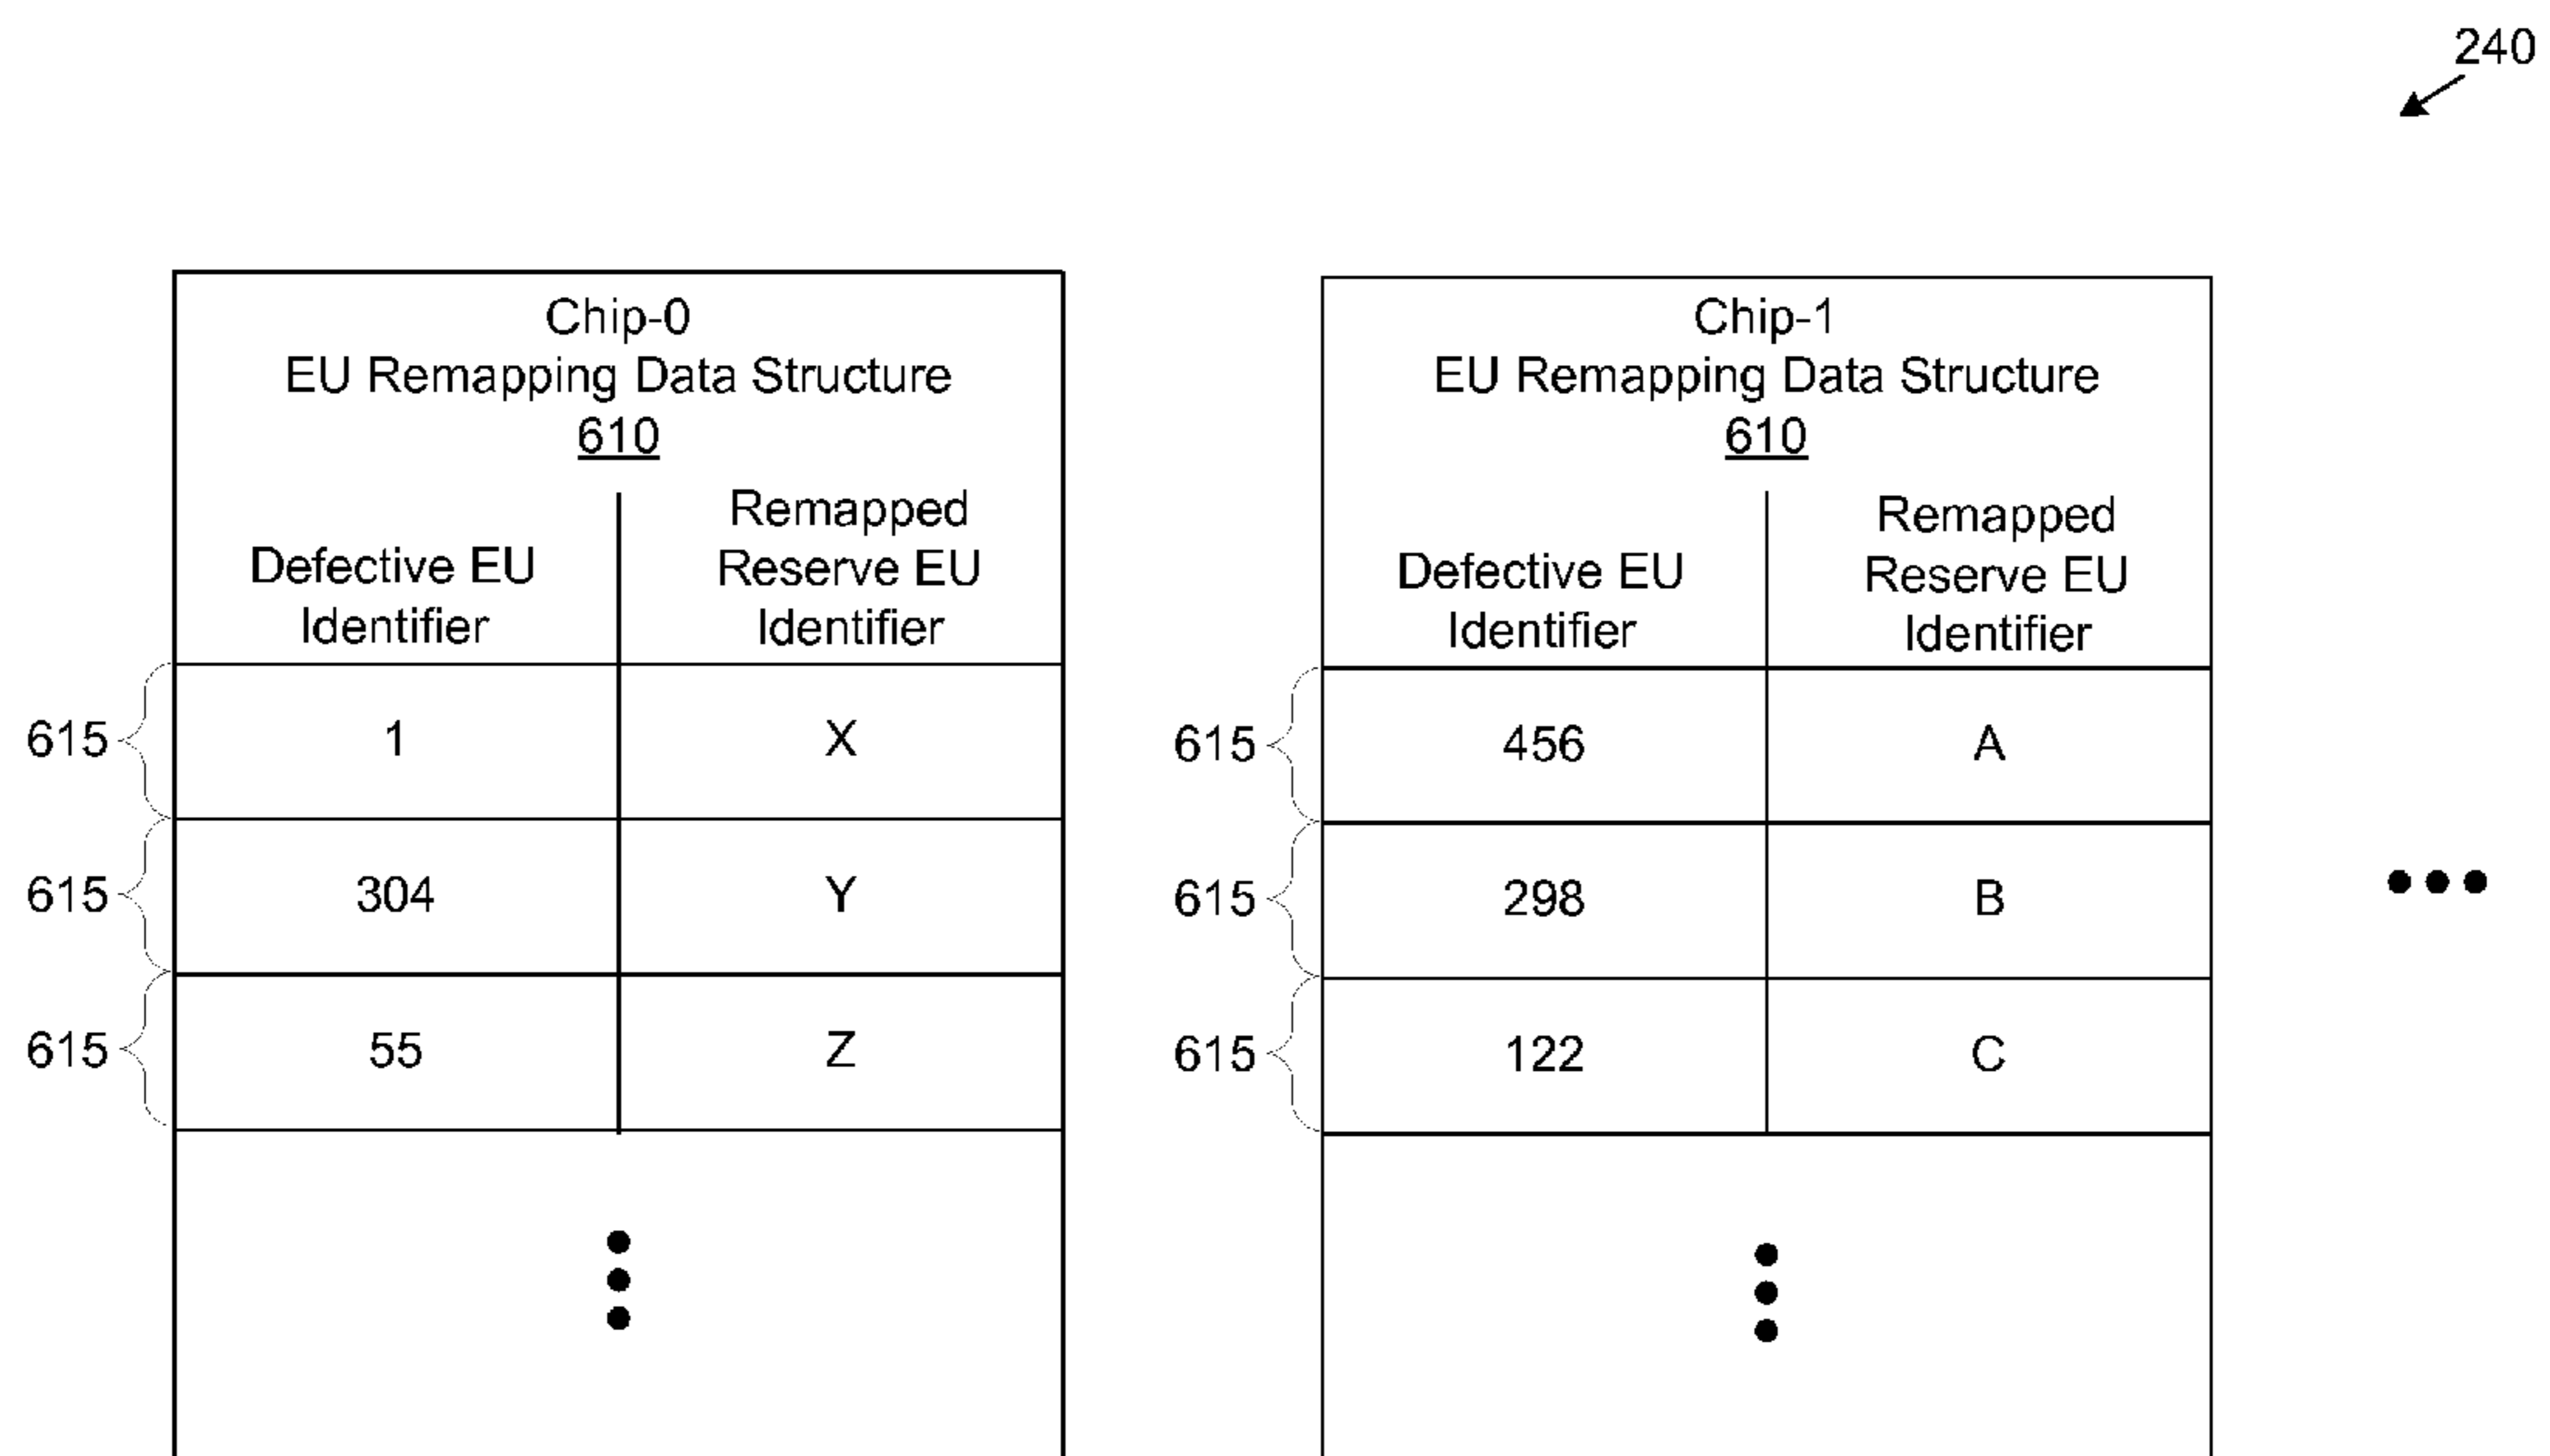 240
Chip-0
EU Remapping Data Structure
610
Defective EU
Identifier
Remapped
Reserve EU
Identifier
615
1
X
615
304
Y
615
55
Z
Chip-1
EU Remapping Data Structure
610
Defective EU
Identifier
Remapped
Reserve EU
Identifier
615
456
A
615
298
B
615
122
C